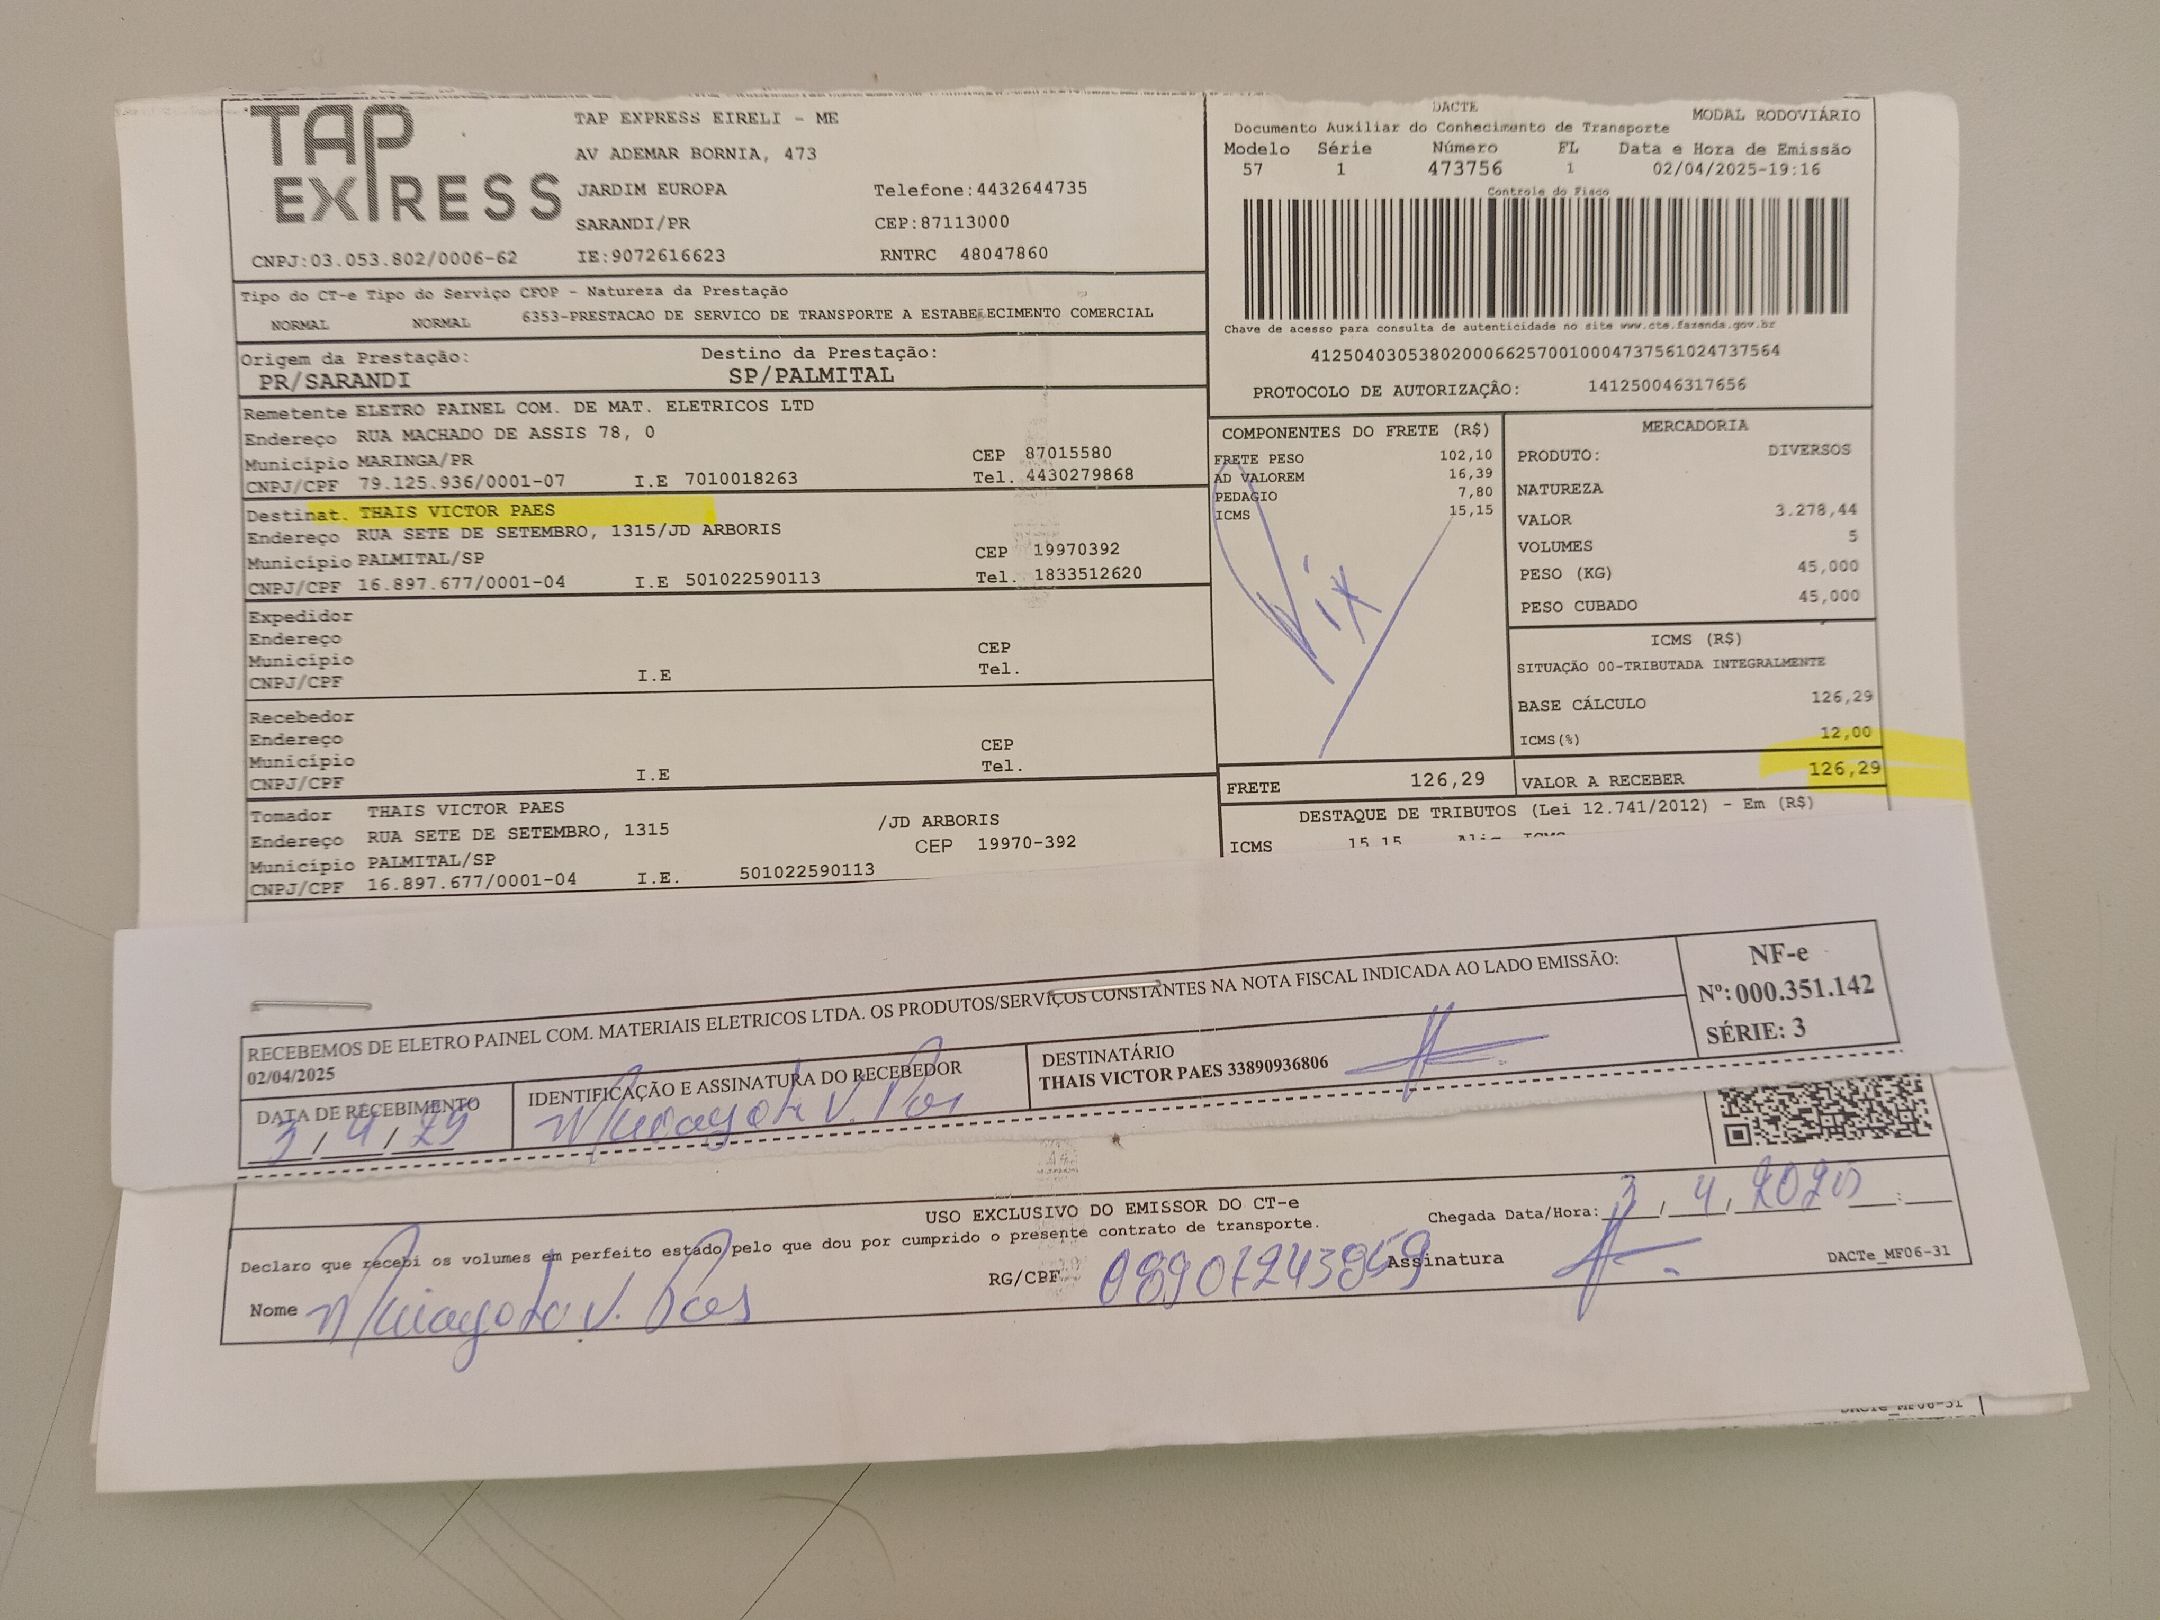 TAP
EXPRESS
TAP EXPRESS EIRELI - ME
AV ADEMAR BORNIA, 473
JARDIM EUROPA Telefone:4432644735
SARANDI/PR CEP:87113000
CNPJ:03.053.802/0006-62 IE:9072616623 RNTRC 48047860
DACTE MODAL RODOVIÁRIO
Documento Auxiliar do Conhecimento de Transporte
Modelo Série Número FL Data e Hora de Emissão
57 1 473756 1 02/04/2025-19:16
Controle do Fisco
Chave de acesso para consulta de autenticidade no site www.cte.fazenda.gov.br
41250403053802000662570010004737561024737564
PROTOCOLO DE AUTORIZAÇÂO: 141250046317656
Tipo do CT-e Tipo do Serviço CFOP - Natureza da Prestação
NORMAL NORMAL 6353-PRESTACAO DE SERVICO DE TRANSPORTE A ESTABELECIMENTO COMERCIAL
Origem da Prestação: Destino da Prestação:
PR/SARANDI SP/PALMITAL
Remetente ELETRO PAINEL COM. DE MAT. ELETRICOS LTD
Endereço RUA MACHADO DE ASSIS 78, 0
Município MARINGA/PR CEP 87015580
CNPJ/CPF 79.125.936/0001-07 I.E 7010018263 Tel. 4430279868
Destinat. THAIS VICTOR PAES
Endereço RUA SETE DE SETEMBRO, 1315/JD ARBORIS
Município PALMITAL/SP CEP 19970392
CNPJ/CPF 16.897.677/0001-04 I.E 501022590113 Tel. 1833512620
Expedidor
Endereço
Município CEP
CNPJ/CPF I.E Tel.
Recebedor
Endereço
Município CEP
CNPJ/CPF I.E Tel.
Tomador THAIS VICTOR PAES
Endereço RUA SETE DE SETEMBRO, 1315 /JD ARBORIS
Município PALMITAL/SP CEP 19970-392
CNPJ/CPF 16.897.677/0001-04 I.E. 501022590113
COMPONENTES DO FRETE (R$)
FRETE PESO 102,10
AD VALOREM 16,39
PEDAGIO 7,80
ICMS 15,15
MERCADORIA
PRODUTO: DIVERSOS
NATUREZA
VALOR 3.278,44
VOLUMES 5
PESO (KG) 45,000
PESO CUBADO 45,000
ICMS (R$)
SITUAÇÃO 00-TRIBUTADA INTEGRALMENTE
BASE CÁLCULO 126,29
ICMS(%) 12,00
FRETE 126,29 VALOR A RECEBER 126,29
DESTAQUE DE TRIBUTOS (Lei 12.741/2012) - Em (R$)
ICMS 15,15
RECEBEMOS DE ELETRO PAINEL COM. MATERIAIS ELETRICOS LTDA. OS PRODUTOS/SERVIÇOS CONSTANTES NA NOTA FISCAL INDICADA AO LADO EMISSÃO:
02/04/2025
DATA DE RECEBIMENTO
3/4/25
IDENTIFICAÇÃO E ASSINATURA DO RECEBEDOR
DESTINATÁRIO
THAIS VICTOR PAES 33890936806
NF-e
Nº: 000.351.142
SÉRIE: 3
USO EXCLUSIVO DO EMISSOR DO CT-e
Declaro que recebi os volumes em perfeito estado pelo que dou por cumprido o presente contrato de transporte.
Chegada Data/Hora: 3/4/
Nome
RG/CPF
Assinatura
DACTe_MF06-31
DACTe_MF06-31